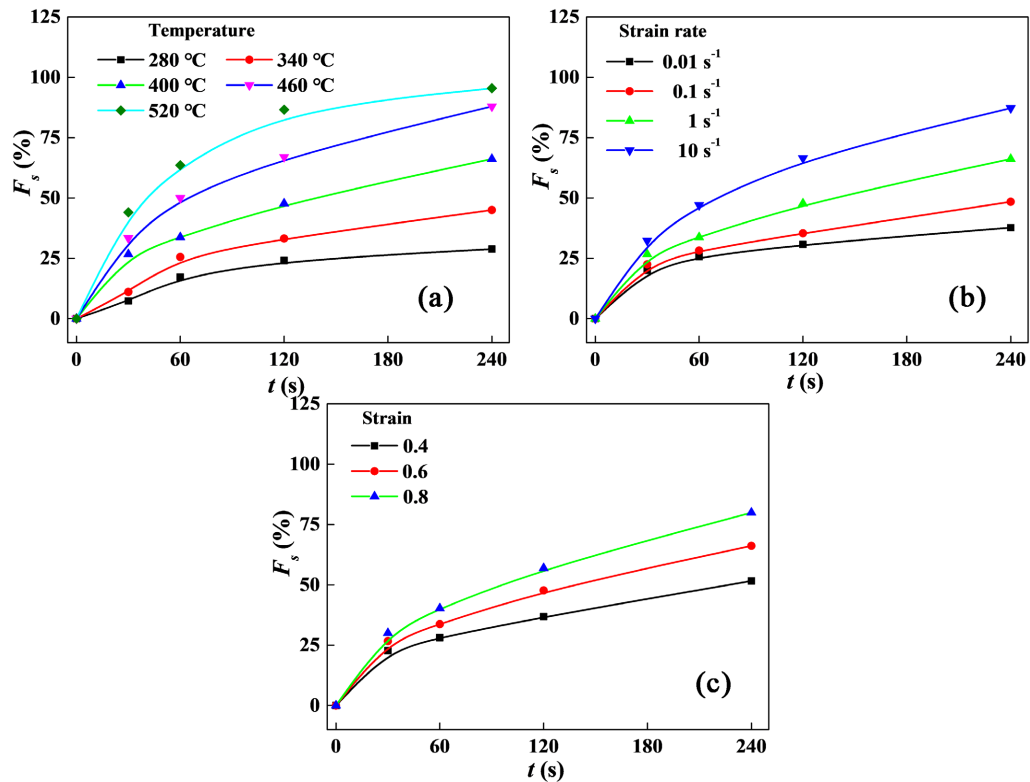 Temperature
280 °C 340 °C
400 °C 460 °C
520 °C
125
100
75
50
25
0
Fs (%)
(a)
0 60 120 180 240
t (s)
Strain rate
0.01 s⁻¹
0.1 s⁻¹
1 s⁻¹
10 s⁻¹
125
100
75
50
25
0
Fs (%)
(b)
0 60 120 180 240
t (s)
Strain
0.4
0.6
0.8
125
100
75
50
25
0
Fs (%)
(c)
0 60 120 180 240
t (s)